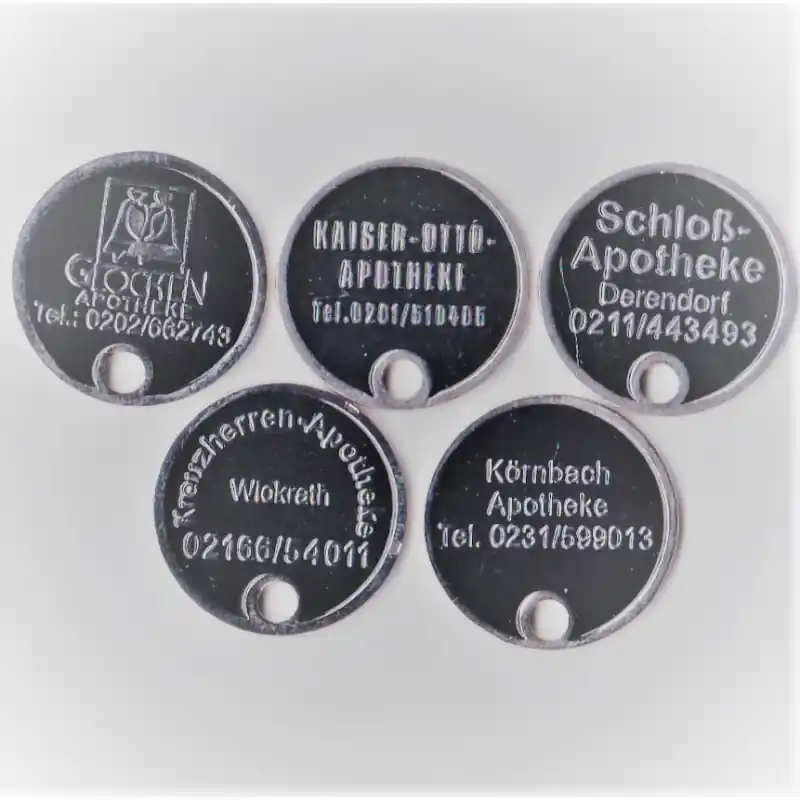 GLOCKEN
APOTHEKE
Tel.: 0202/662743
KAISER-OTTO-
APOTHEKE
Tel.0201/510405
Schloß-
Apotheke
Derendorf
0211/443493
Kreuzherren-Apotheke
Wickrath
02166/54011
Körnbach
Apotheke
Tel. 0231/599013